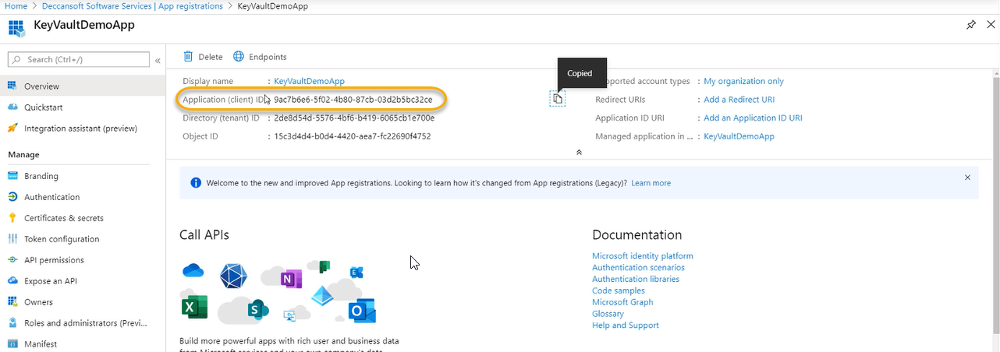 Home > Deccansoft Software Services | App registrations > KeyVaultDemoApp
KeyVaultDemoApp
Search (Ctrl+/)
«
Delete
Endpoints
Copied
Overview
Quickstart
Integration assistant (preview)
Manage
Branding
Authentication
Certificates & secrets
Token configuration
API permissions
Expose an API
Owners
Roles and administrators (Previ...
Manifest
Display name : KeyVaultDemoApp
Application (client) ID : 9ac7b6e6-5f02-4b80-87cb-03d2b5bc32ce
Directory (tenant) ID : 2de8d54d-5576-4bf6-b419-6065cb1e700e
Object ID : 15c3d4d4-b0d4-4420-aea7-fc22690f4752
pported account types : My organization only
Redirect URIs : Add a Redirect URI
Application ID URI : Add an Application ID URI
Managed application in ... : KeyVaultDemoApp
Welcome to the new and improved App registrations. Looking to learn how it's changed from App registrations (Legacy)? Learn more
Call APIs
Build more powerful apps with rich user and business data
from Microsoft services and your own company's data
Documentation
Microsoft identity platform
Authentication scenarios
Authentication libraries
Code samples
Microsoft Graph
Glossary
Help and Support